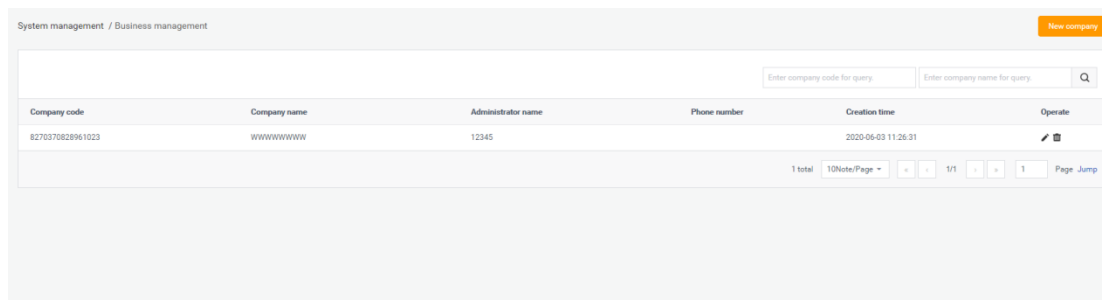 System management / Business management
New company
Enter company code for query.
Enter company name for query.
Company code Company name Administrator name Phone number Creation time Operate
8270370828961023 WWWWWWWW 12345 2020-06-03 11:26:31
1 total 10Note/Page « ‹ 1/1 › » 1 Page Jump